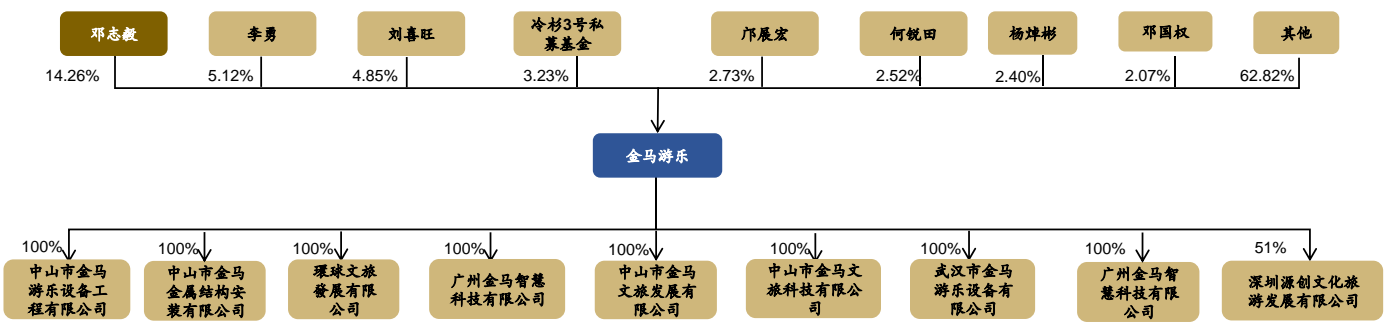 邓志毅
李勇
刘喜旺
冷杉3号私
募基金
邝展宏
何锐田
杨焯彬
邓国权
其他
14.26%
5.12%
4.85%
3.23%
2.73%
2.52%
2.40%
2.07%
62.82%
金马游乐
100%
100%
100%
100%
100%
100%
100%
100%
51%
中山市金马
游乐设备工
程有限公司
中山市金马
金属结构安
装有限公司
環球文旅
發展有限
公司
广州金马智慧
科技有限公司
中山市金马
文旅发展有
限公司
中山市金马文
旅科技有限公
司
武汉市金马
游乐设备有
限公司
广州金马智
慧科技有限
公司
深圳源创文化旅
游发展有限公司